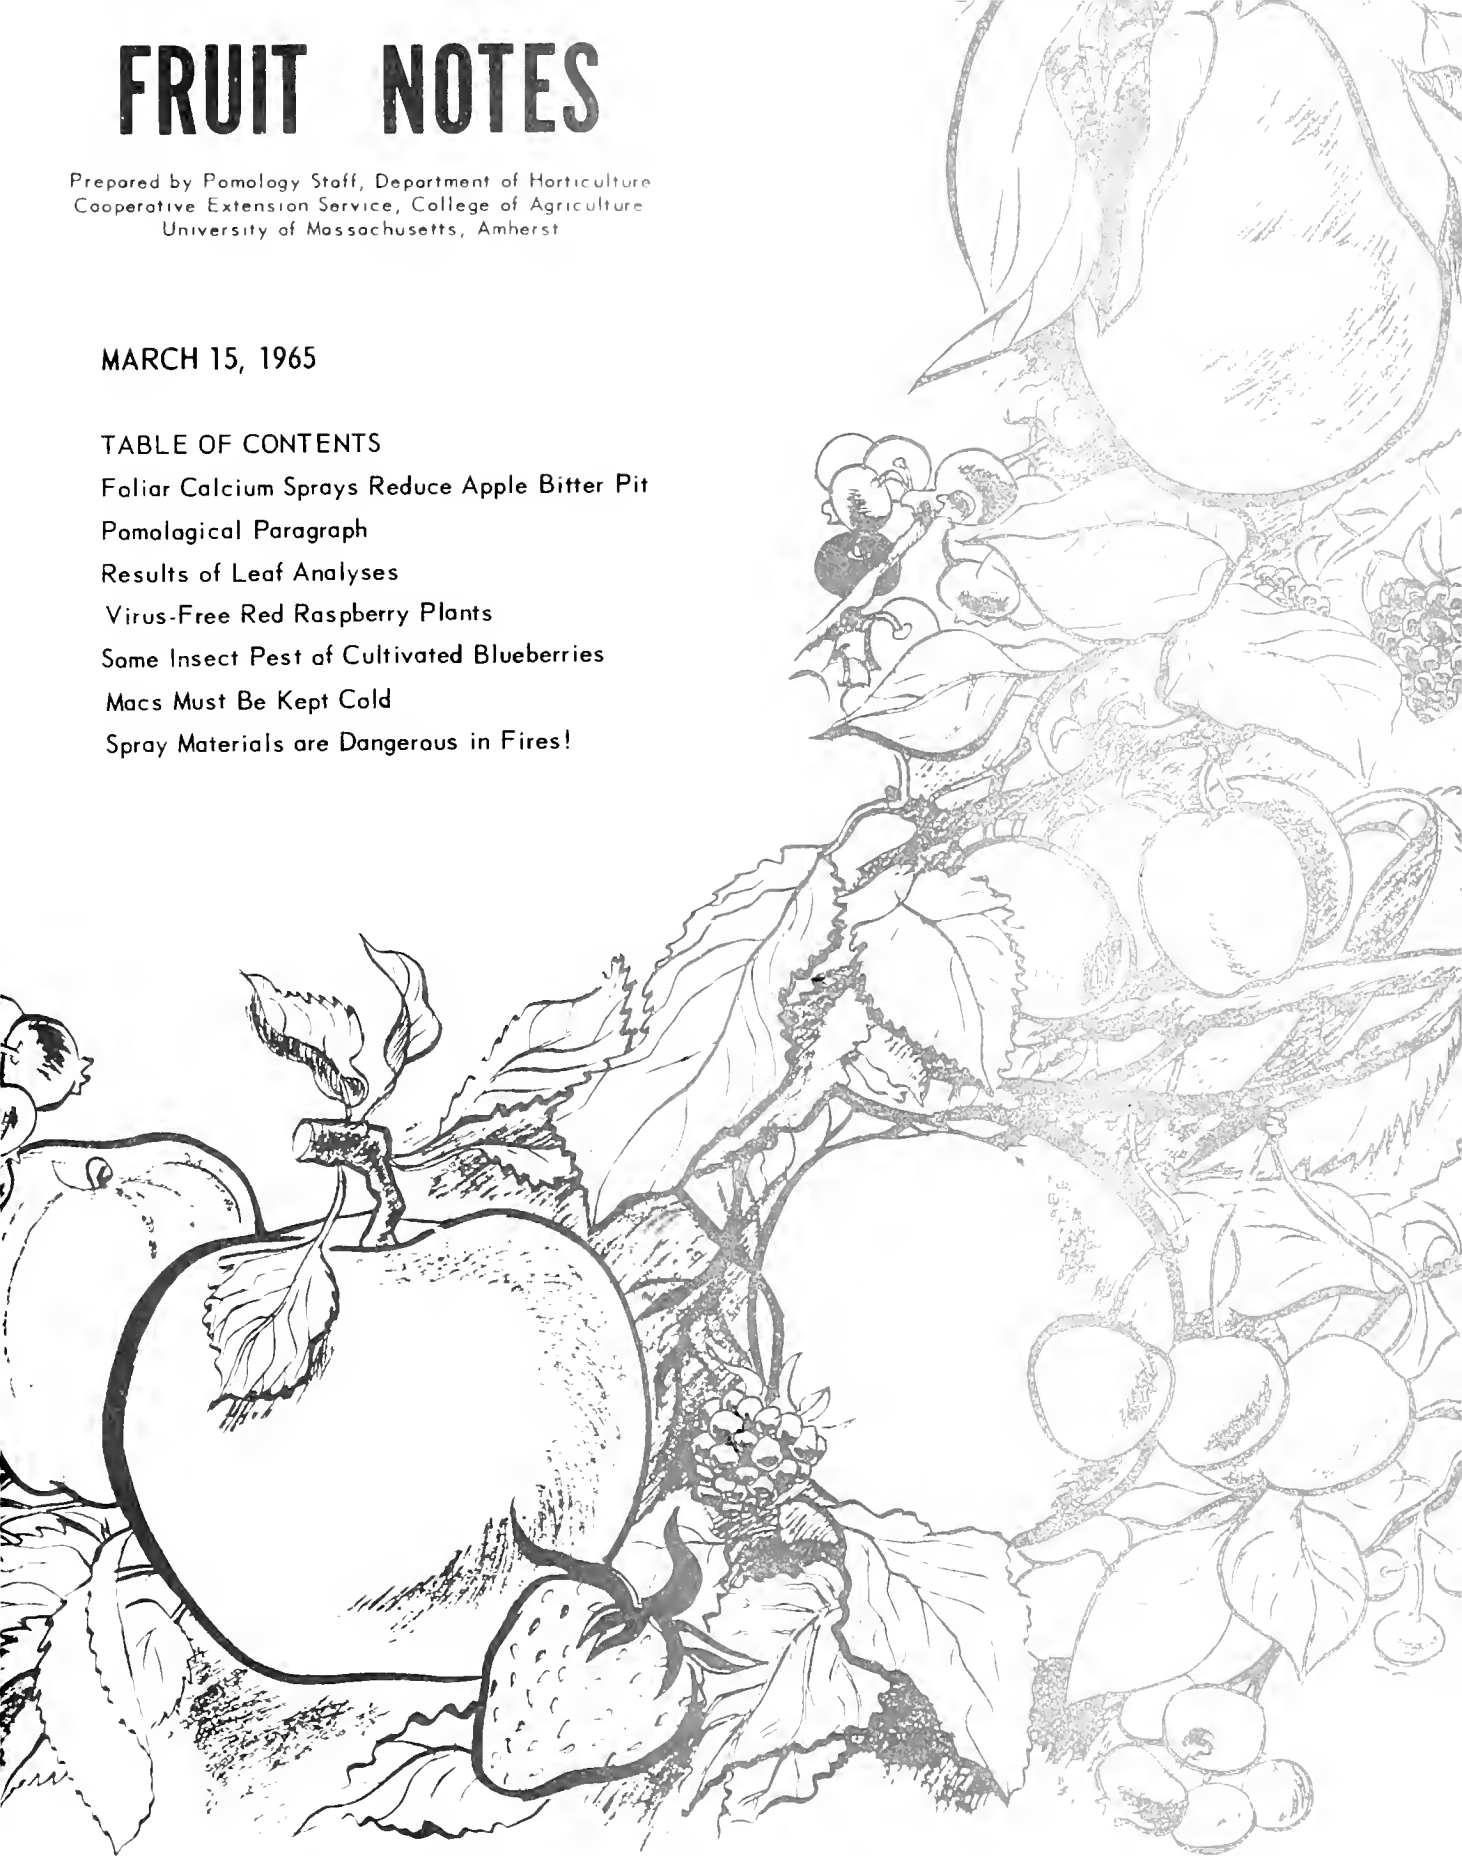 FRUIT NOTES
Prepared by Pomology Staff, Department of Horticulture
Cooperative Extension Service, College of Agriculture
University of Massachusetts, Amherst
MARCH 15, 1965
TABLE OF CONTENTS
Foliar Calcium Sprays Reduce Apple Bitter Pit
Pomological Paragraph
Results of Leaf Analyses
Virus-Free Red Raspberry Plants
Some Insect Pest of Cultivated Blueberries
Macs Must Be Kept Cold
Spray Materials are Dangerous in Fires!